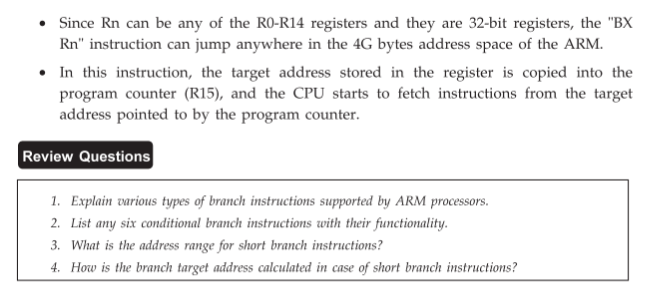 • Since Rn can be any of the R0-R14 registers and they are 32-bit registers, the "BX
Rn" instruction can jump anywhere in the 4G bytes address space of the ARM.
• In this instruction, the target address stored in the register is copied into the
program counter (R15), and the CPU starts to fetch instructions from the target
address pointed to by the program counter.
Review Questions
1. Explain various types of branch instructions supported by ARM processors.
2. List any six conditional branch instructions with their functionality.
3. What is the address range for short branch instructions?
4. How is the branch target address calculated in case of short branch instructions?